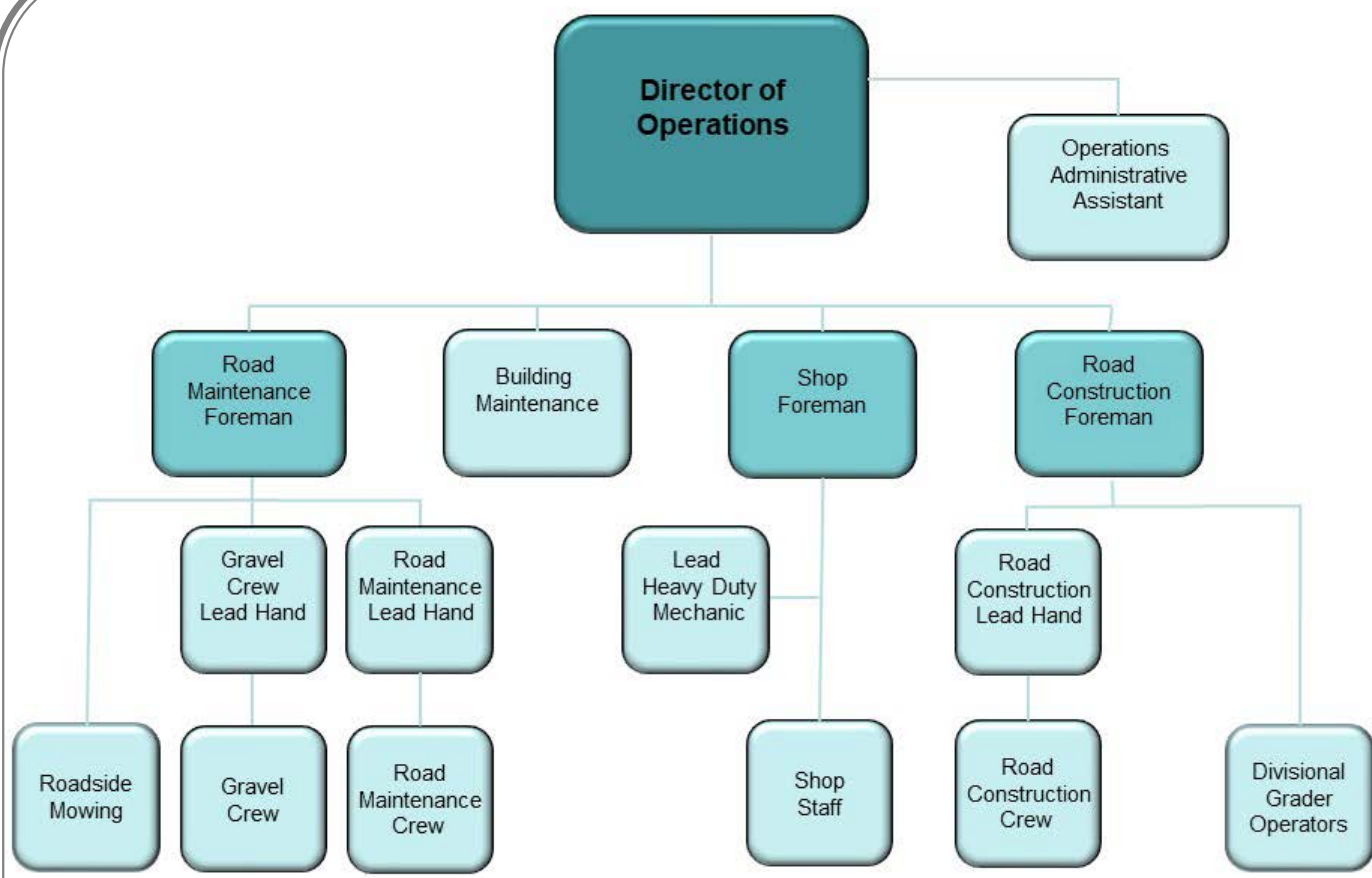 Director of
Operations
Operations
Administrative
Assistant
Road
Maintenance
Foreman
Building
Maintenance
Shop
Foreman
Road
Construction
Foreman
Gravel
Crew
Lead Hand
Road
Maintenance
Lead Hand
Lead
Heavy Duty
Mechanic
Road
Construction
Lead Hand
Roadside
Mowing
Gravel
Crew
Road
Maintenance
Crew
Shop
Staff
Road
Construction
Crew
Divisional
Grader
Operators